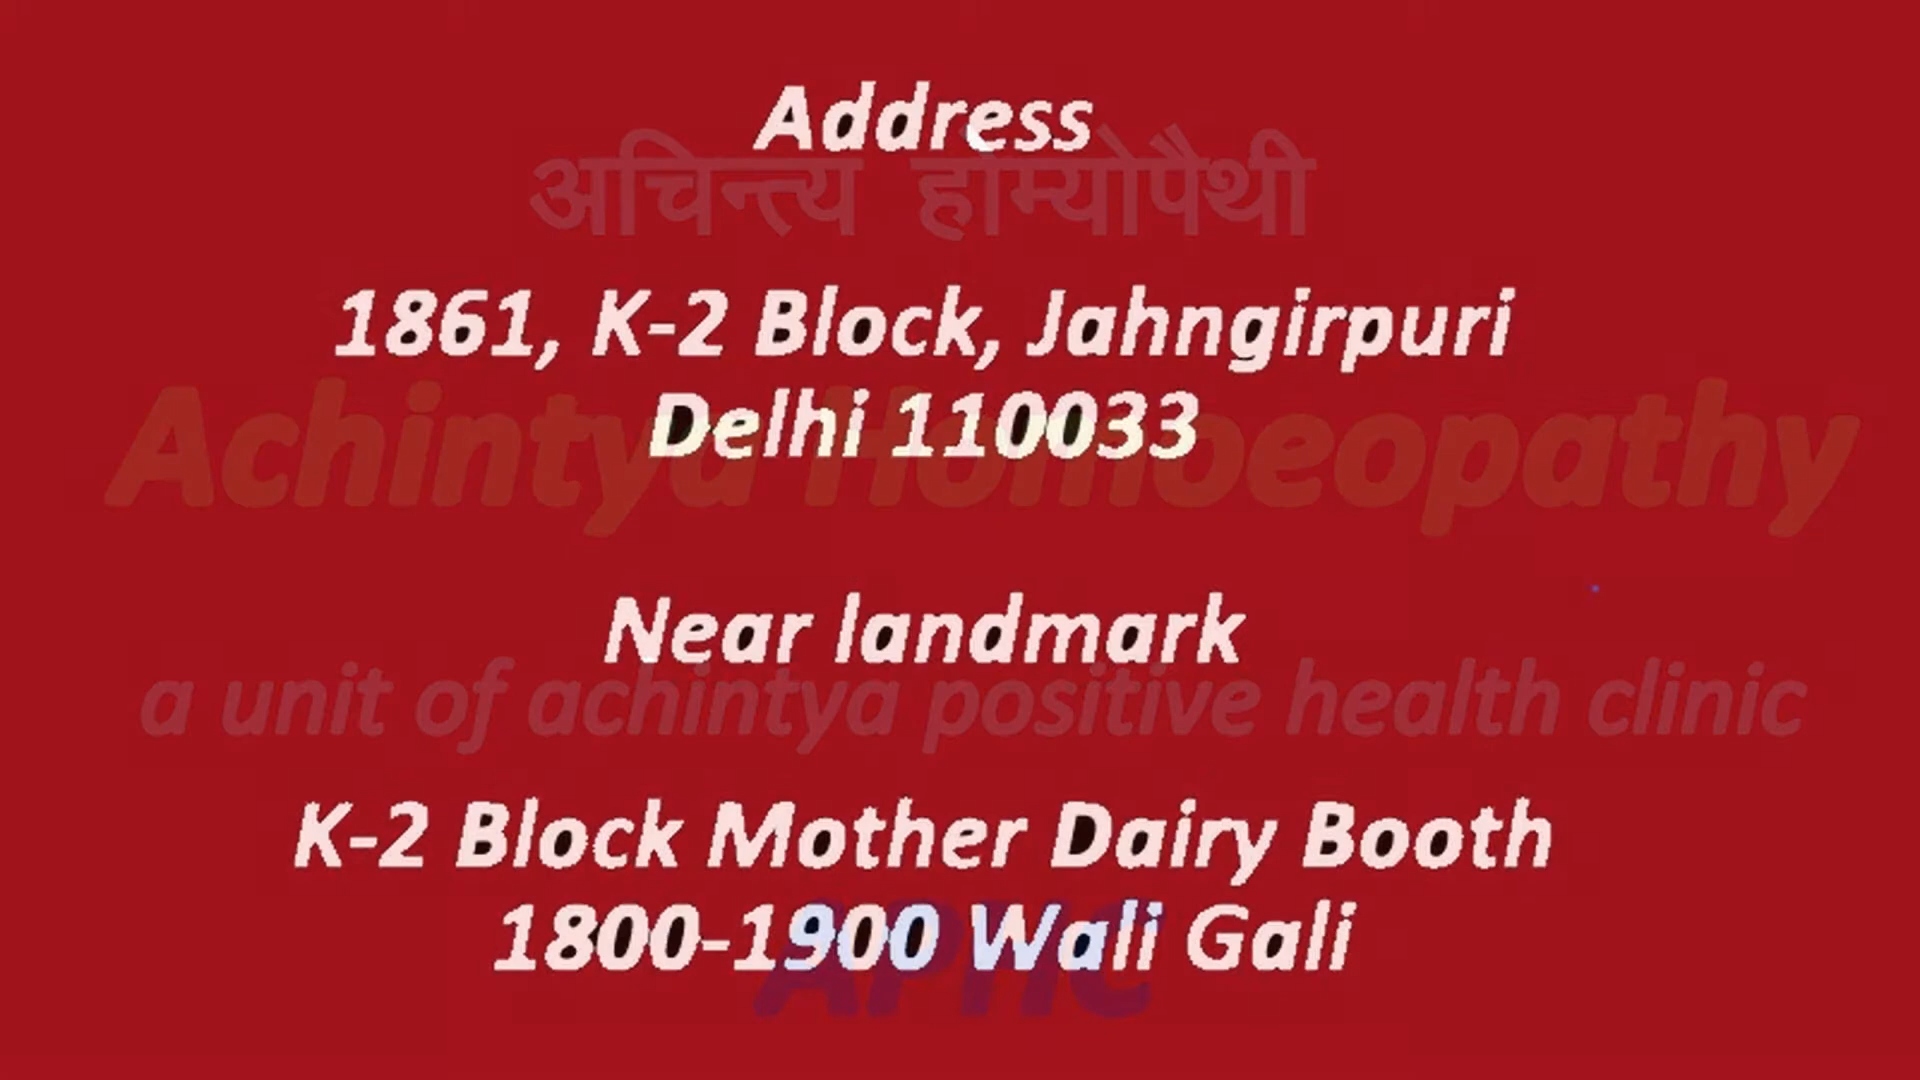 Address
अचिन्त्य होम्योपैथी
1861, K-2 Block, Jahngirpuri
Delhi 110033
Achintya Homoeopathy
Near landmark
a unit of achintya positive health clinic
K-2 Block Mother Dairy Booth
1800-1900 Wali Gali
APHC